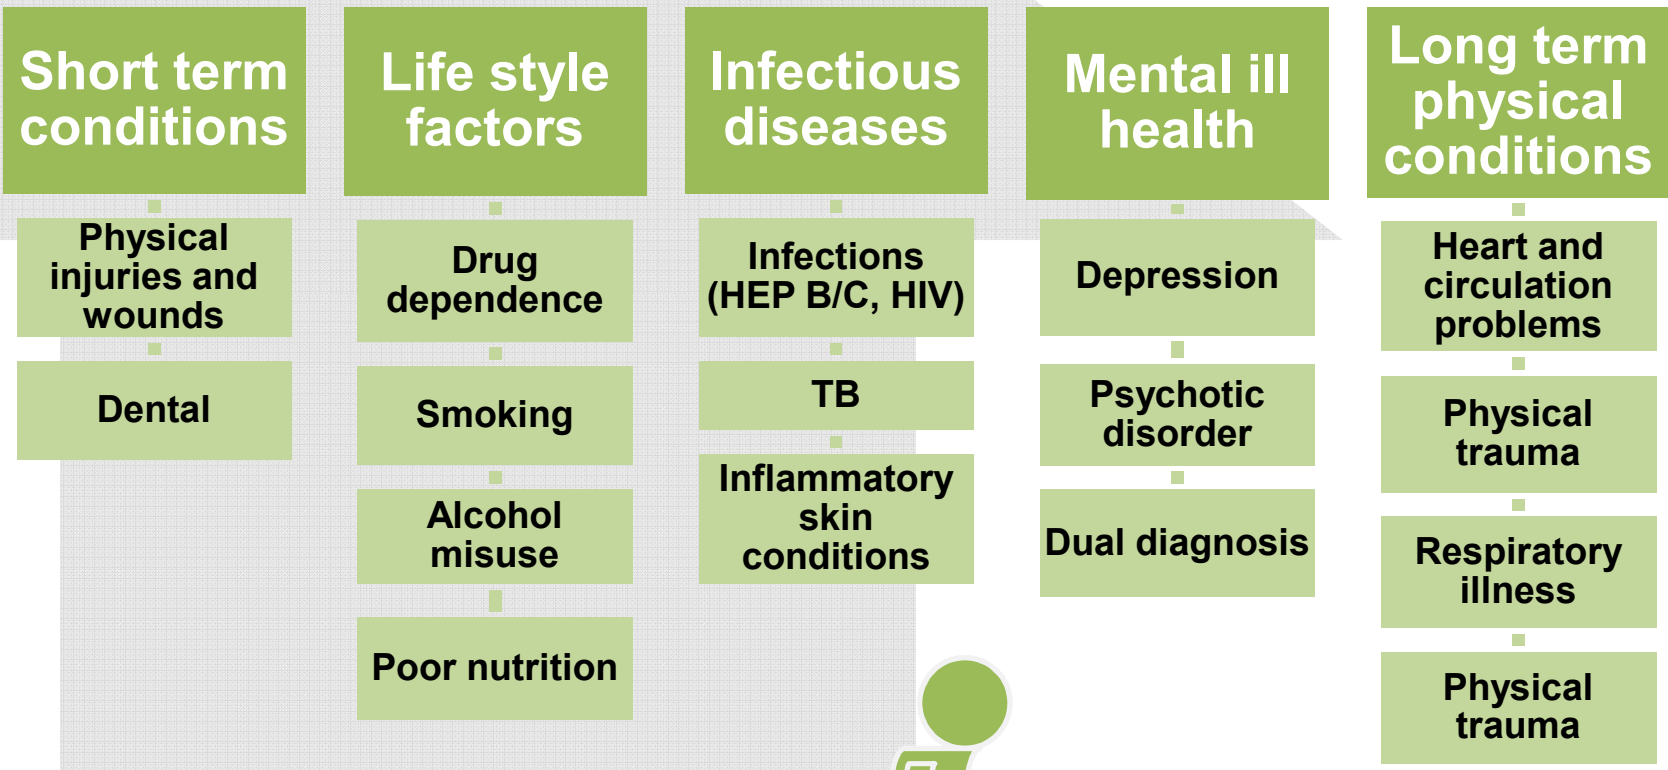 Short term
conditions
Physical
injuries and
wounds
Dental
Life style
factors
Drug
dependence
Smoking
Alcohol
misuse
Poor nutrition
Infectious
diseases
Infections
(HEP B/C, HIV)
TB
Inflammatory
skin
conditions
Mental ill
health
Depression
Psychotic
disorder
Dual diagnosis
Long term
physical
conditions
Heart and
circulation
problems
Physical
trauma
Respiratory
illness
Physical
trauma